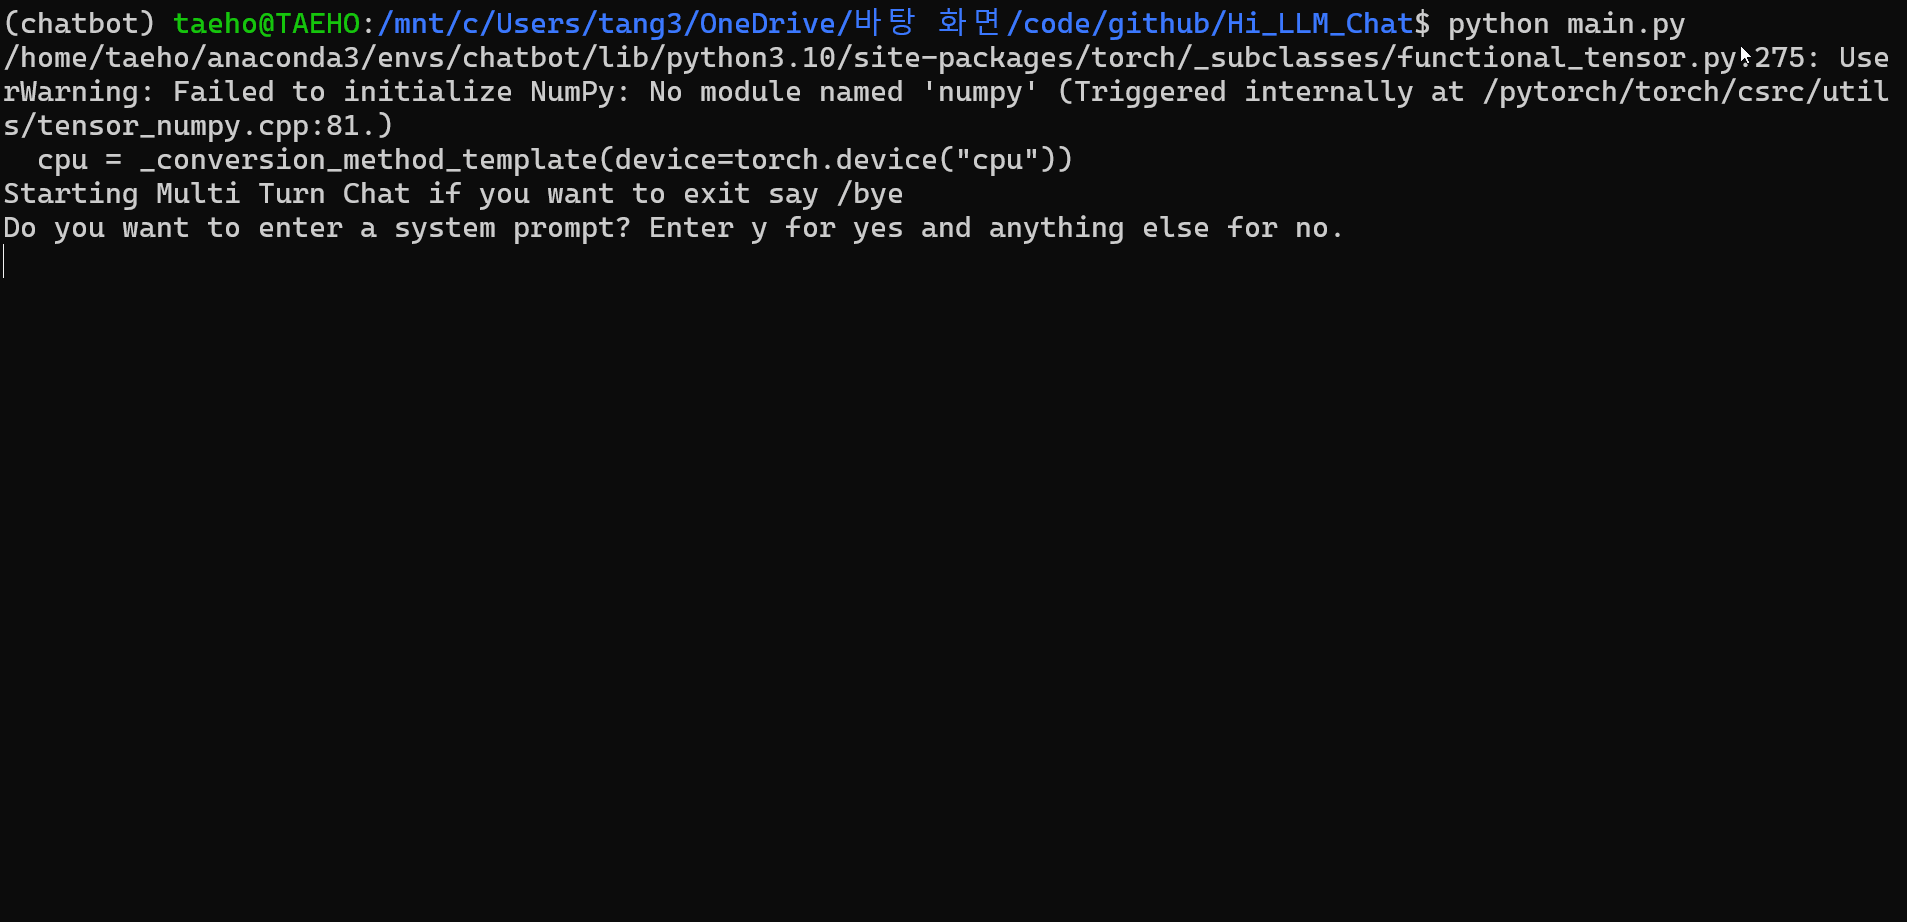 (chatbot) taeho@TAEHO:/mnt/c/Users/tang3/OneDrive/바탕 화면/code/github/Hi_LLM_Chat$ python main.py
/home/taeho/anaconda3/envs/chatbot/lib/python3.10/site-packages/torch/_subclasses/functional_tensor.py:275: Use
rWarning: Failed to initialize NumPy: No module named 'numpy' (Triggered internally at /pytorch/torch/csrc/util
s/tensor_numpy.cpp:81.)
  cpu = _conversion_method_template(device=torch.device("cpu"))
Starting Multi Turn Chat if you want to exit say /bye
Do you want to enter a system prompt? Enter y for yes and anything else for no.